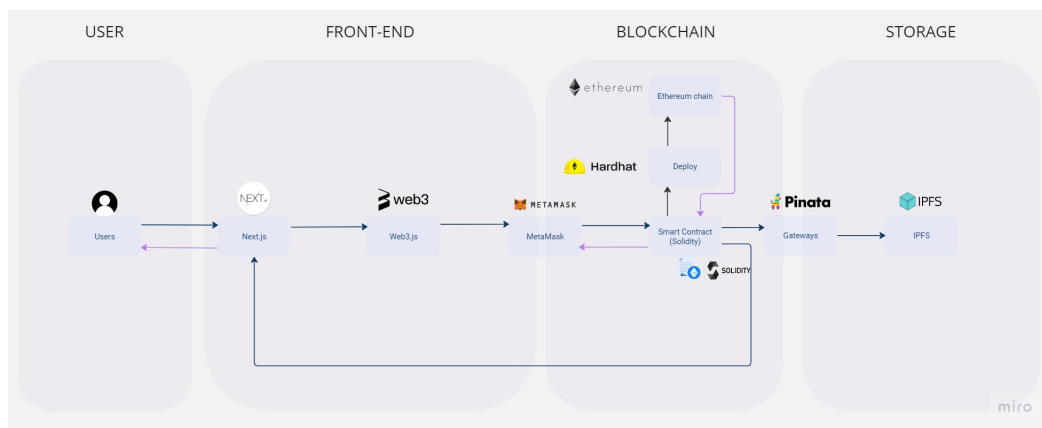 USER
FRONT-END
BLOCKCHAIN
STORAGE
ethereum
Ethereum chain
Hardhat
Deploy
NEXT.JS
web3
METAMASK
Pinata
IPFS
Users
Next.js
Web3.js
MetaMask
Smart Contract
(Solidity)
Gateways
IPFS
SOLIDITY
miro